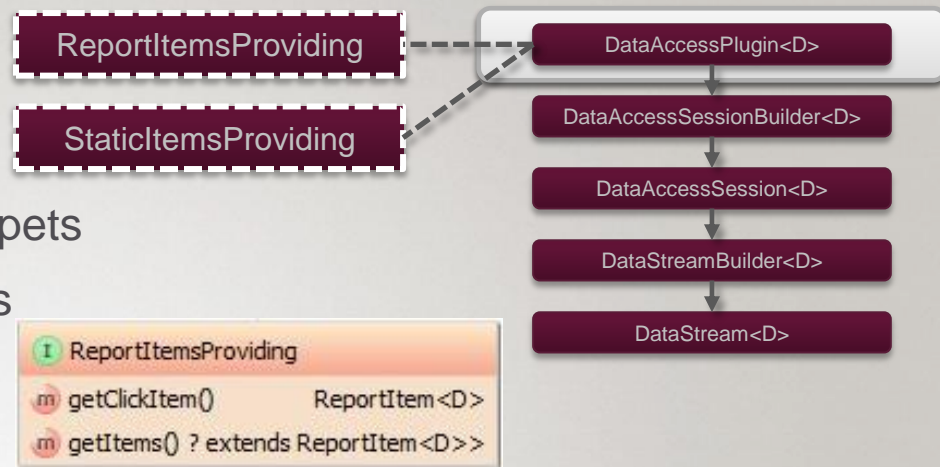 ReportItemsProviding
StaticItemsProviding
DataAccessPlugin<D>
DataAccessSessionBuilder<D>
DataAccessSession<D>
DataStreamBuilder<D>
DataStream<D>
pets
s
I ReportItemsProviding
m getClickItem() ReportItem<D>
m getItems() ? extends ReportItem<D>>